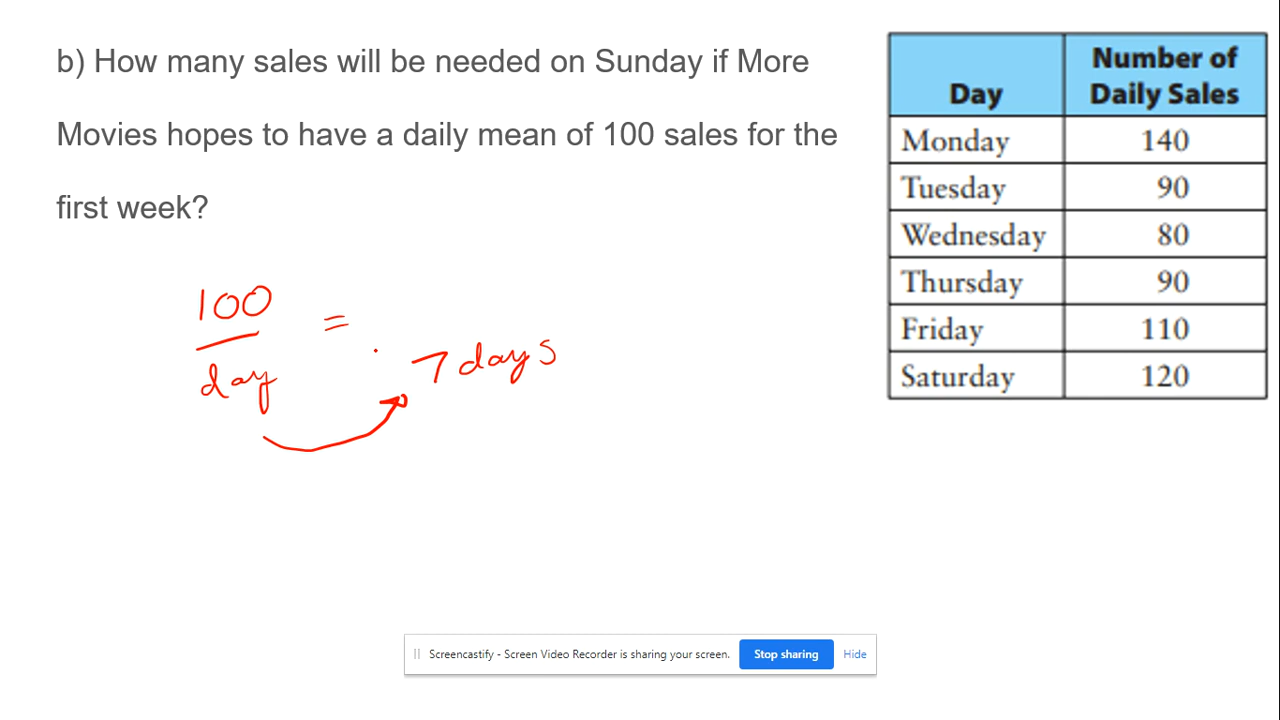 b) How many sales will be needed on Sunday if More
Movies hopes to have a daily mean of 100 sales for the
first week?
Day Number of Daily Sales
Monday 140
Tuesday 90
Wednesday 80
Thursday 90
Friday 110
Saturday 120
100
=
day
7 days
Screencastify - Screen Video Recorder is sharing your screen. Stop sharing Hide